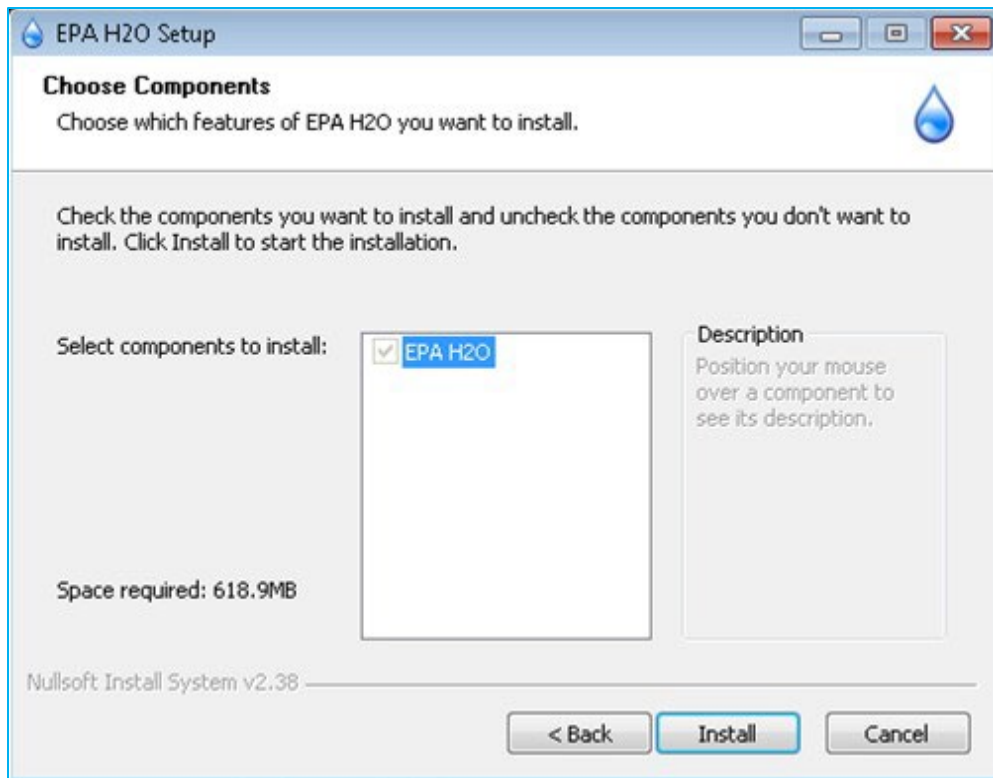 EPA H2O Setup
Choose Components
Choose which features of EPA H2O you want to install.
Check the components you want to install and uncheck the components you don't want to
install. Click Install to start the installation.
Select components to install:
EPA H2O
Description
Position your mouse
over a component to
see its description.
Space required: 618.9MB
Nullsoft Install System v2.38
< Back
Install
Cancel